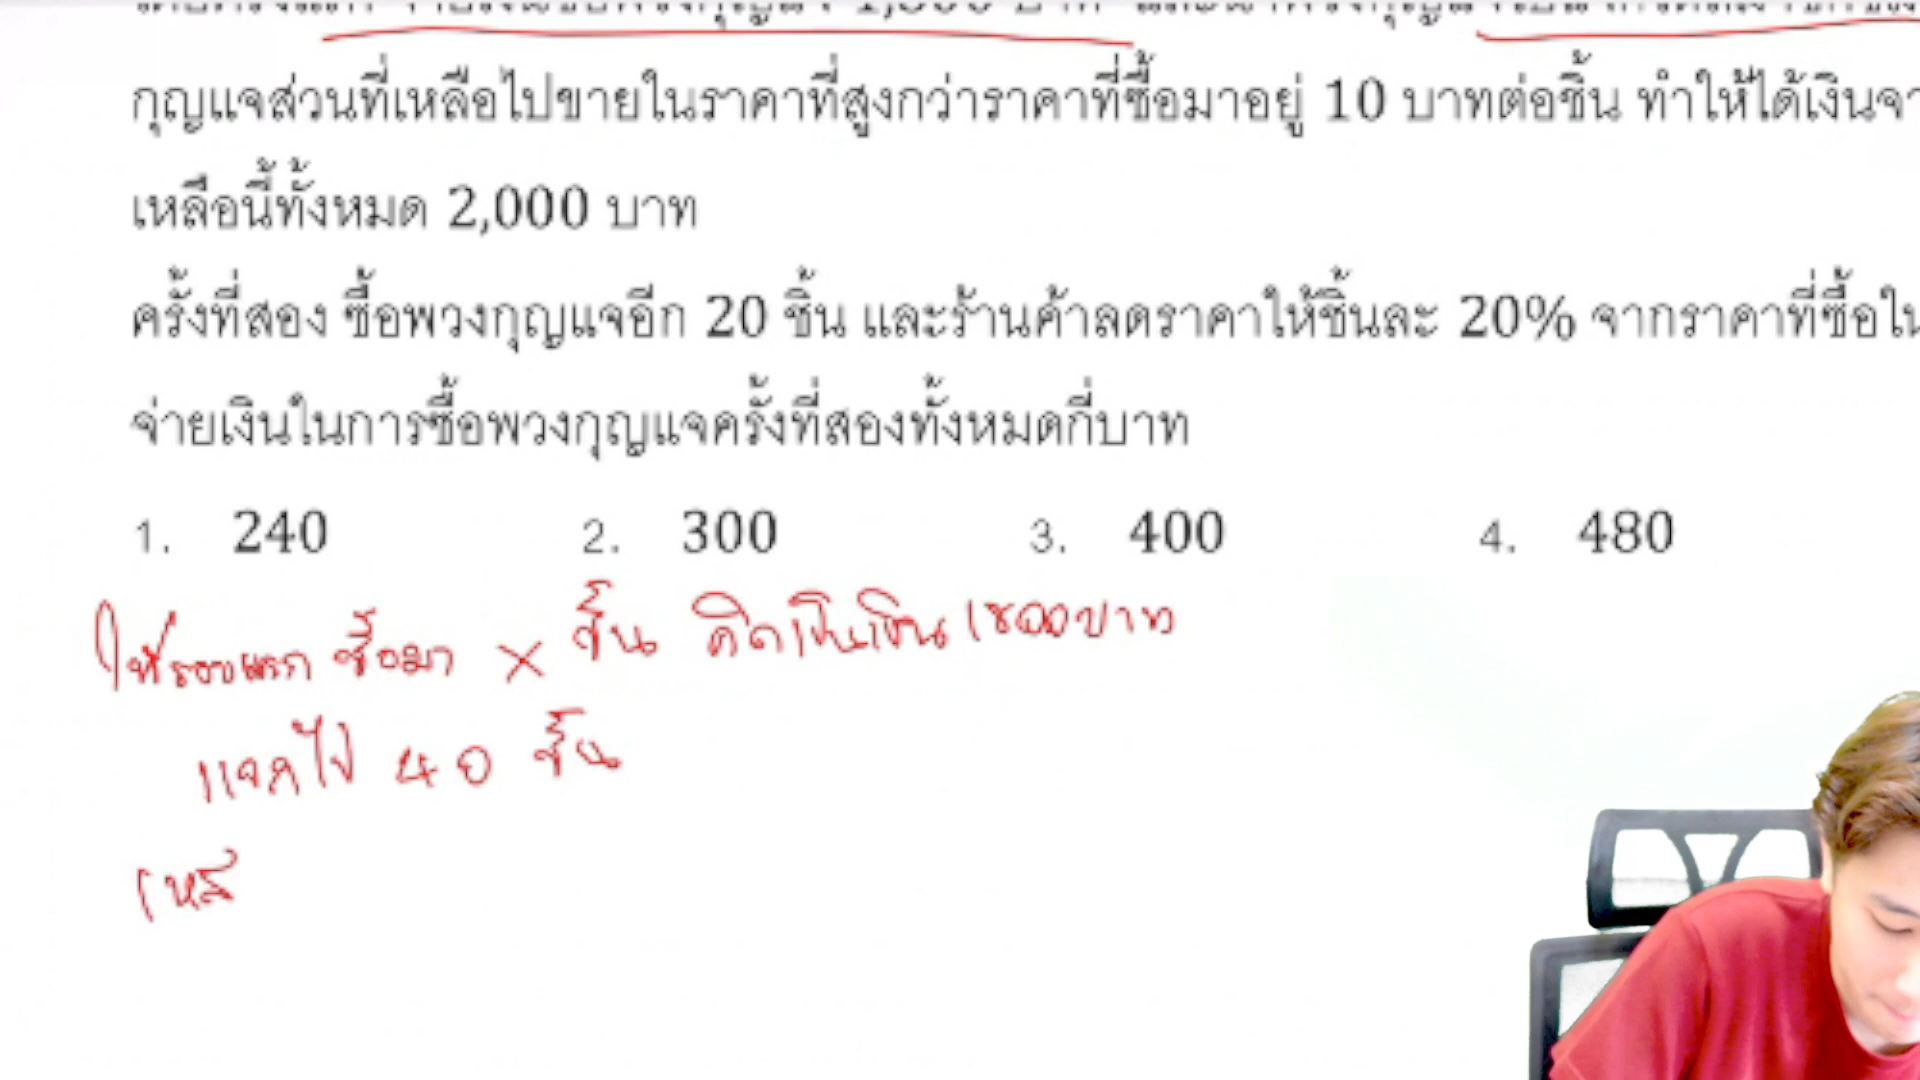 กุญแจส่วนที่เหลือไปขายในราคาที่สูงกว่าราคาที่ซื้อมาอยู่ 10 บาทต่อชิ้น ทำให้ได้เงินจา
เหลือนี้ทั้งหมด 2,000 บาท
ครั้งที่สอง ซื้อพวงกุญแจอีก 20 ชิ้น และร้านค้าลดราคาให้ชิ้นละ 20% จากราคาที่ซื้อใน
จ่ายเงินในการซื้อพวงกุญแจครั้งที่สองทั้งหมดกี่บาท
1. 240 2. 300 3. 400 4. 480
ให้รอบแรก ซื้อมา x ชิ้น คิดเป็นเงิน 1800 บาท
แจกไป 40 ชิ้น
เหลื